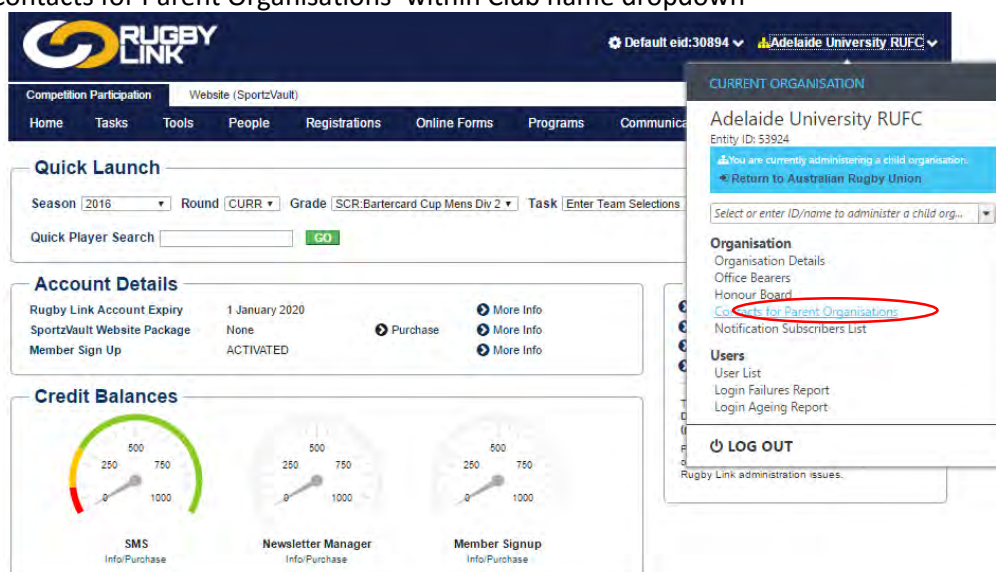 contacts for Parent Organisations' within Club name dropdown
RUGBY
LINK
Default eid:30894
Adelaide University RUFC
Competition Participation
Website (SportzVault)
Home Tasks Tools People Registrations Online Forms Programs
CURRENT ORGANISATION
Adelaide University RUFC
Entity ID: 53924
You are currently administering a child organisation.
Return to Australian Rugby Union
Select or enter ID/name to administer a child org...
Organisation
Organisation Details
Office Bearers
Honour Board
Contacts for Parent Organisations
Notification Subscribers List
Users
User List
Login Failures Report
Login Ageing Report
LOG OUT
Quick Launch
Season 2016 Round CURR Grade SCR:Bartercard Cup Mens Div 2 Task Enter Team Selections
Quick Player Search GO
Account Details
Rugby Link Account Expiry 1 January 2020 More Info
SportzVault Website Package None Purchase More Info
Member Sign Up ACTIVATED More Info
Credit Balances
0 250 500 750 1000
0 250 500 750 1000
0 250 500 750 1000
SMS Newsletter Manager Member Signup
Info/Purchase Info/Purchase Info/Purchase
Rugby Link administration issues.